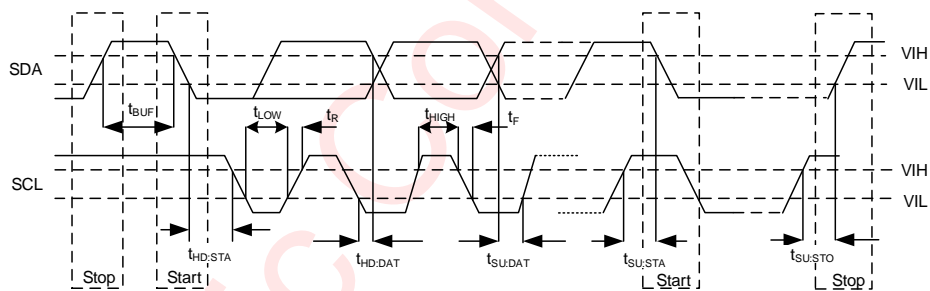 SDA
VIH
VIL
tBUF
tLOW
tR
tHIGH
tF
SCL
VIH
VIL
tHD:STA
tHD:DAT
tSU:DAT
tSU:STA
tSU:STO
Stop
Start
Start
Stop